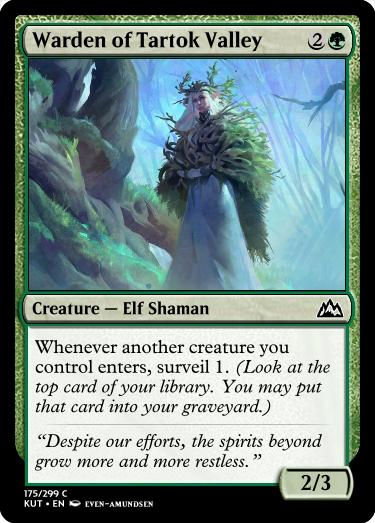 Warden of Tartok Valley 2
Creature — Elf Shaman
Whenever another creature you
control enters, surveil 1. (Look at the
top card of your library. You may put
that card into your graveyard.)
“Despite our efforts, the spirits beyond
grow more and more restless.”
2/3
175/299 C
KUT • EN EVEN-AMUNDSEN